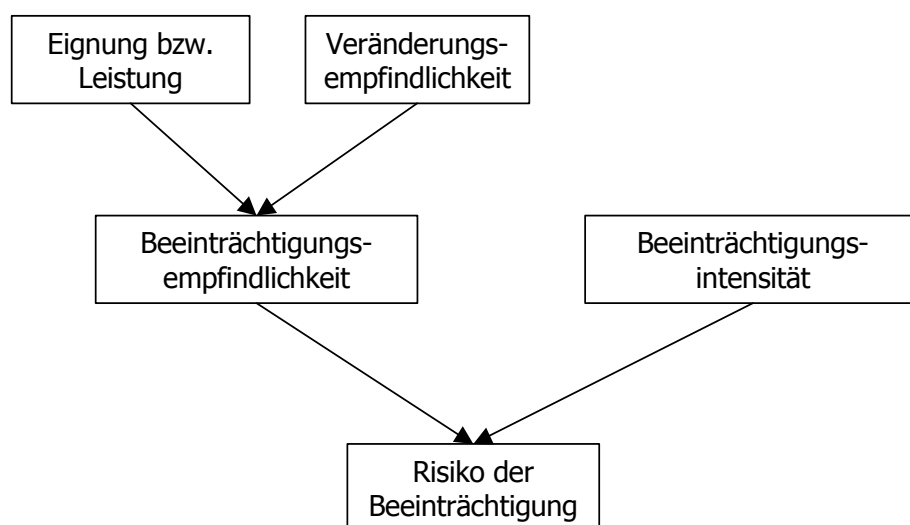 Eignung bzw.
Leistung
Veränderungs-
empfindlichkeit
Beeinträchtigungs-
empfindlichkeit
Beeinträchtigungs-
intensität
Risiko der
Beeinträchtigung